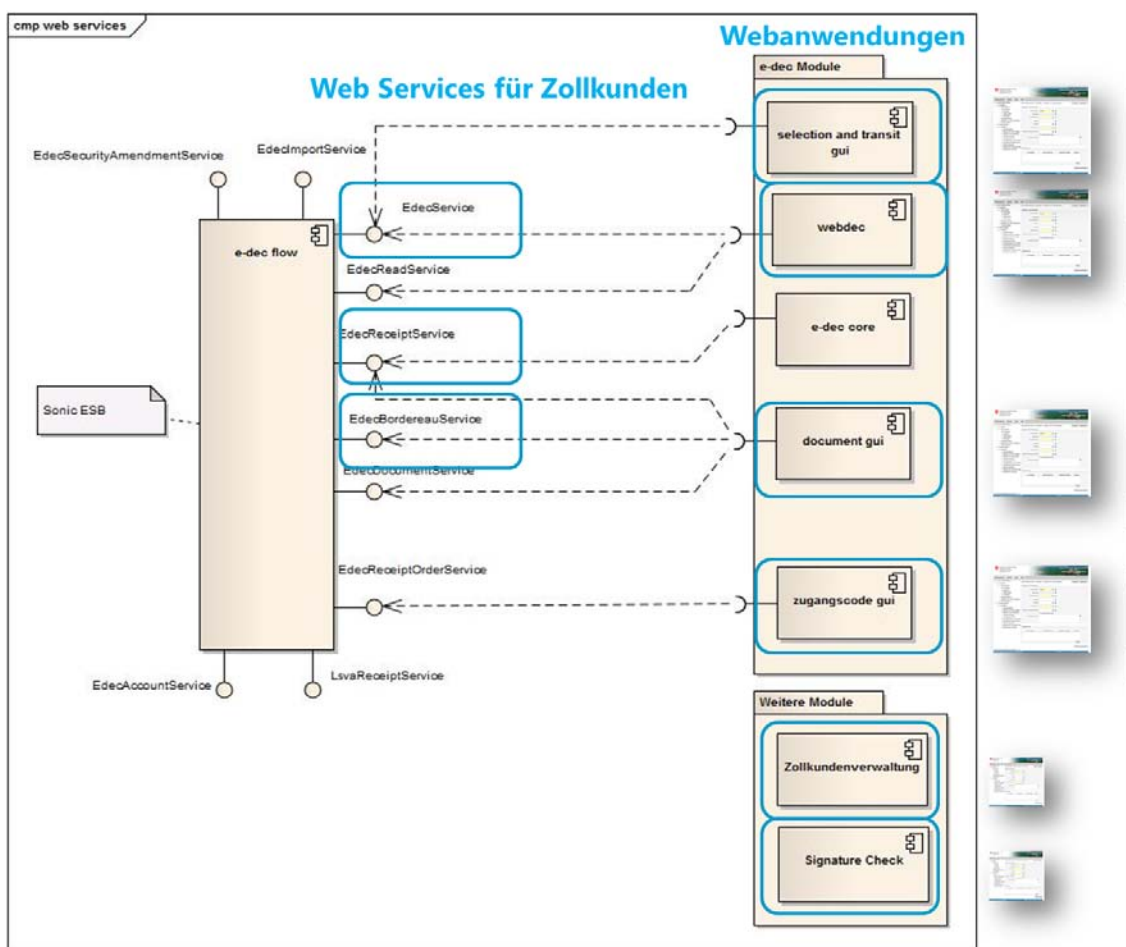 cmp web services
Webanwendungen
e-dec Module
Web Services für Zollkunden
selection and transit
gui
EdecSecurityAmendmentService
EdecImportService
EdecService
webdec
e-dec flow
EdecReadService
e-dec core
EdecReceiptService
Sonic ESB
EdecBordereauService
document gui
EdecDocumentService
EdecReceiptOrderService
zugangscode gui
EdecAccountService
LsvaReceiptService
Weitere Module
Zollkundenverwaltung
Signature Check